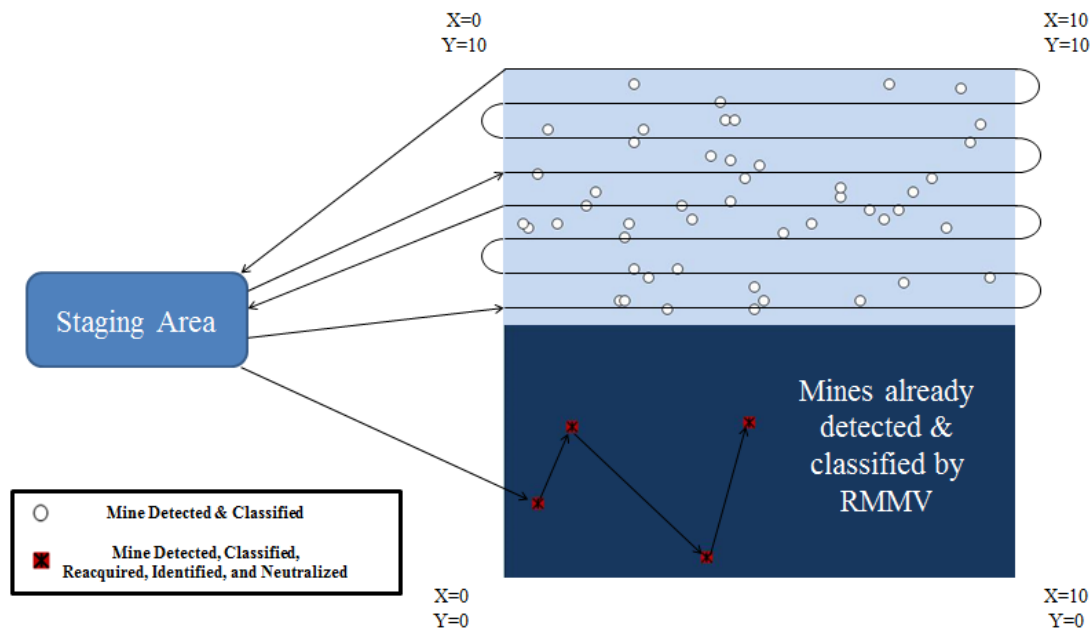 X=0
Y=10
X=10
Y=10
Staging Area
Mines already
detected &
classified by
RMMV
Mine Detected & Classified
Mine Detected, Classified,
Reacquired, Identified, and Neutralized
X=0
Y=0
X=10
Y=0